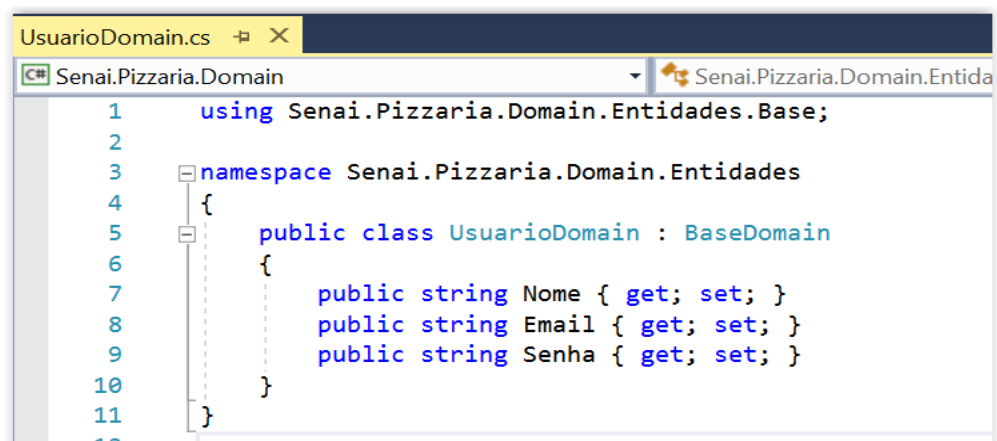 UsuarioDomain.cs
C# Senai.Pizzaria.Domain Senai.Pizzaria.Domain.Entida
1 using Senai.Pizzaria.Domain.Entidades.Base;
2
3 namespace Senai.Pizzaria.Domain.Entidades
4 {
5 public class UsuarioDomain : BaseDomain
6 {
7 public string Nome { get; set; }
8 public string Email { get; set; }
9 public string Senha { get; set; }
10 }
11 }